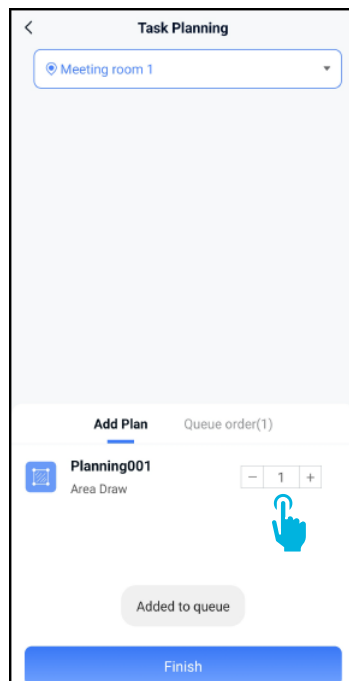 Task Planning
Meeting room 1
Add Plan Queue order(1)
Planning001
Area Draw
− 1 +
Added to queue
Finish